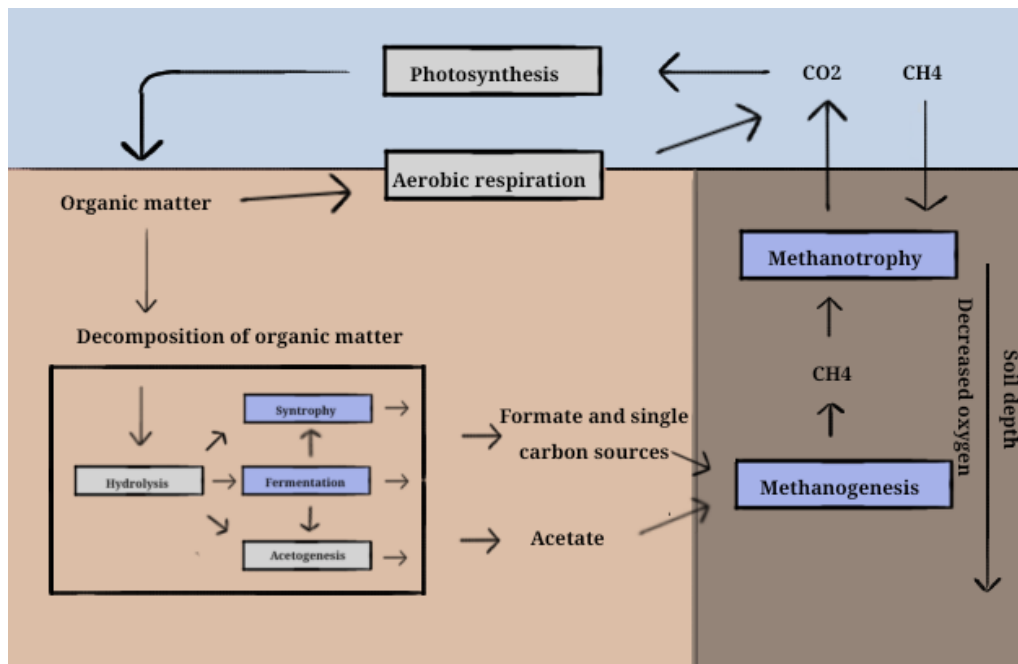 Photosynthesis
CO2
CH4
Aerobic respiration
Organic matter
Methanotrophy
Decomposition of organic matter
CH4
Decreased oxygen
Soil depth
Syntrophy
Formate and single
carbon sources
Hydrolysis
Fermentation
Methanogenesis
Acetate
Acetogenesis